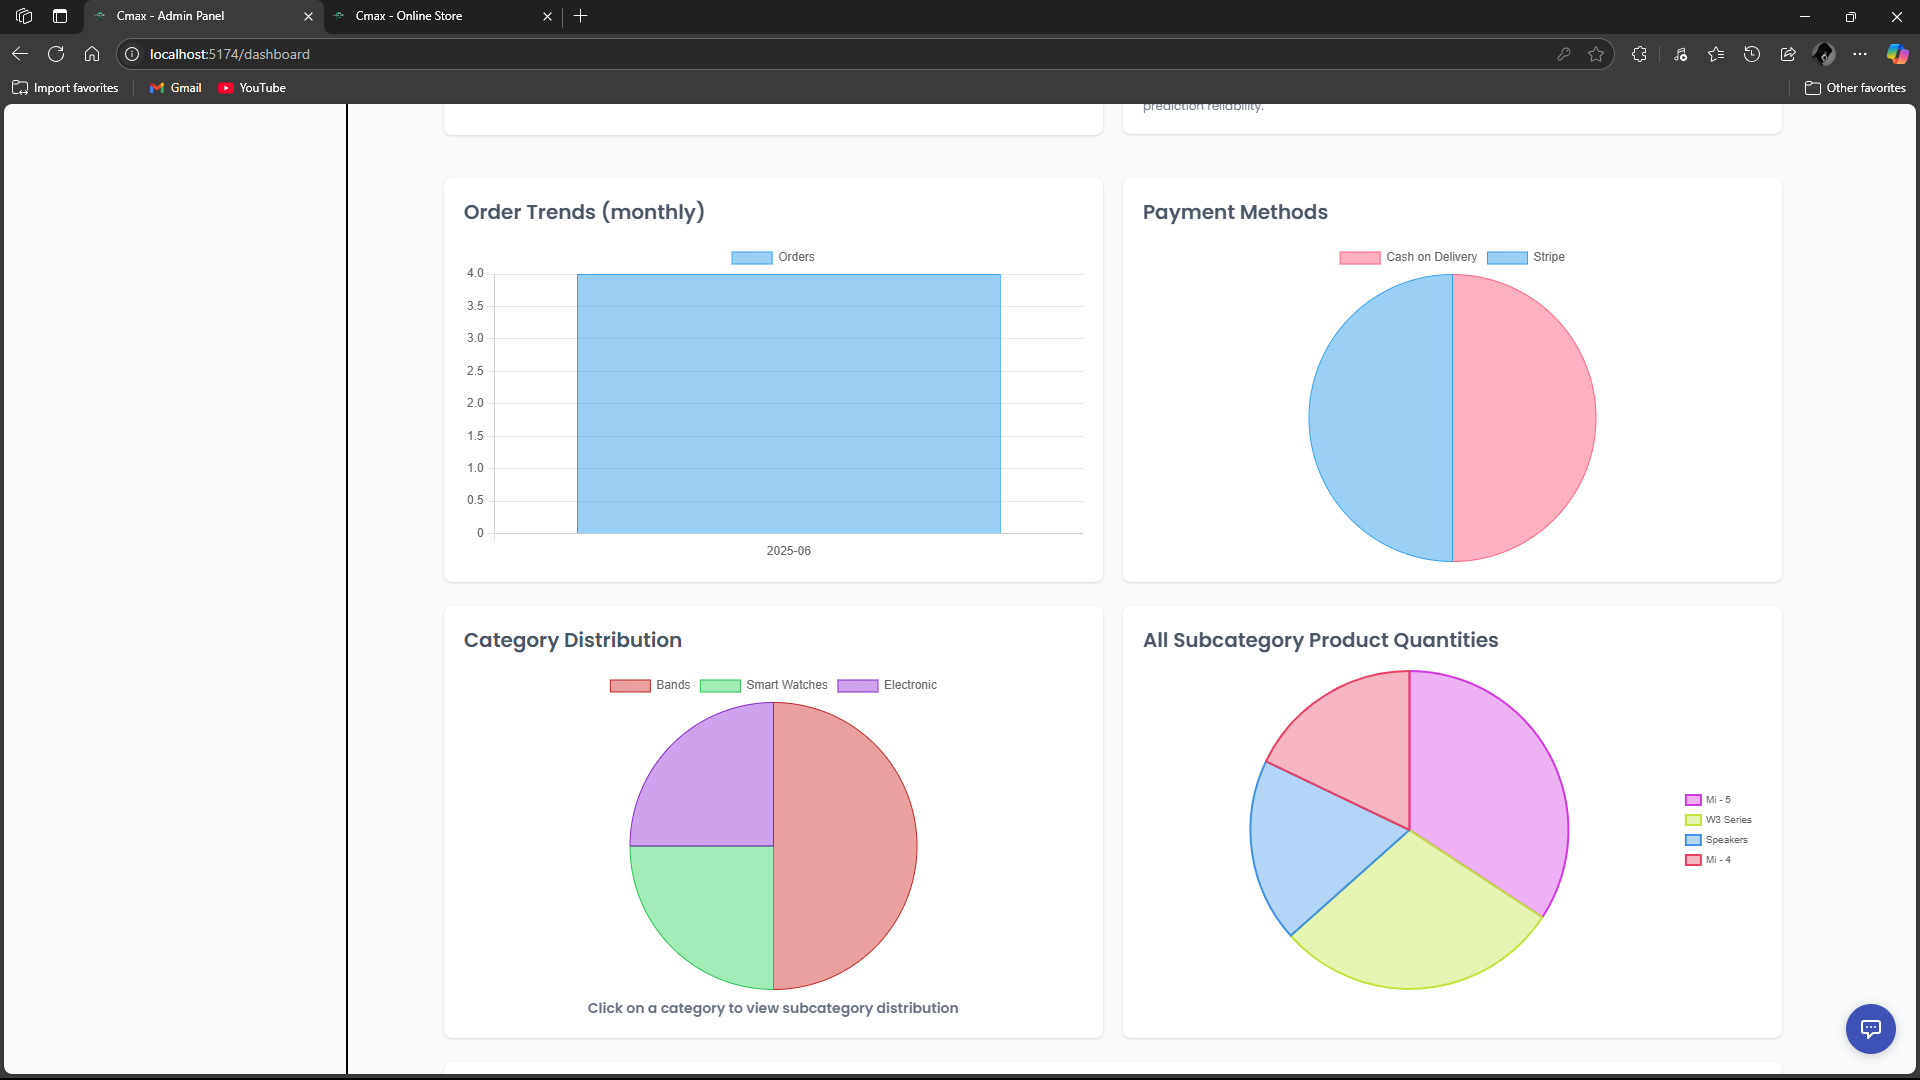 Cmax - Admin Panel
Cmax - Online Store
localhost:5174/dashboard
Import favorites
Gmail
YouTube
Other favorites
prediction reliability.
Order Trends (monthly)
Orders
4.0
3.5
3.0
2.5
2.0
1.5
1.0
0.5
0
2025-06
Payment Methods
Cash on Delivery
Stripe
Category Distribution
Bands
Smart Watches
Electronic
Click on a category to view subcategory distribution
All Subcategory Product Quantities
Mi - 5
W3 Series
Speakers
Mi - 4